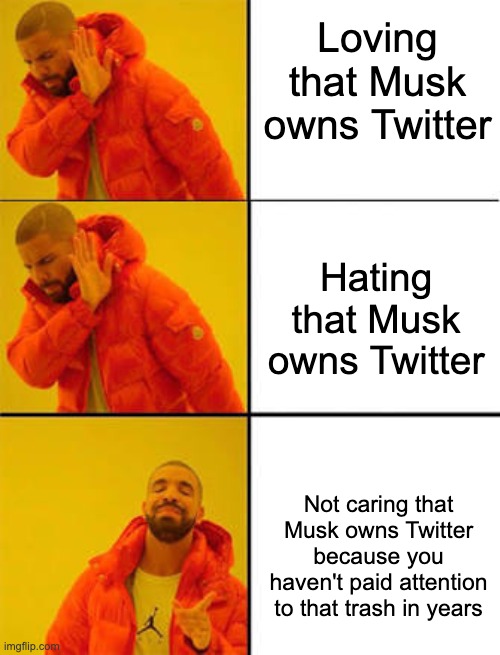 Loving
that Musk
owns Twitter
Hating
that Musk
owns Twitter
Not caring that
Musk owns Twitter
because you
haven't paid attention
to that trash in years
imgflip.com